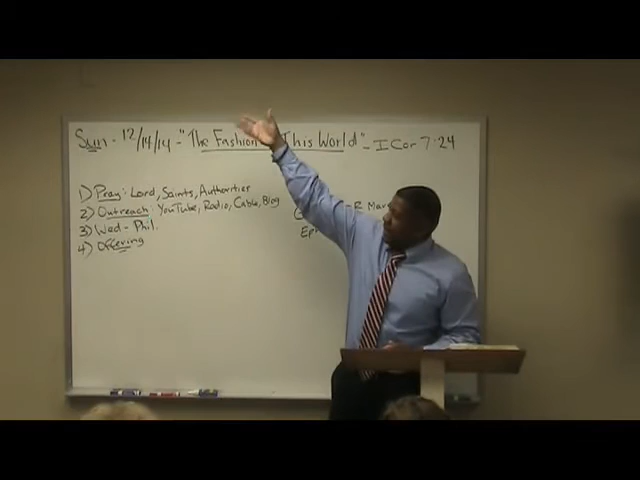 Sun - 12/14/14 - "The Fashion This World" - I Cor 7:24
1) Pray: Lord, Saints, Authorities
2) Outreach: YouTube, Radio, Cable, Blog
3) Wed - Phil.
4) Offering